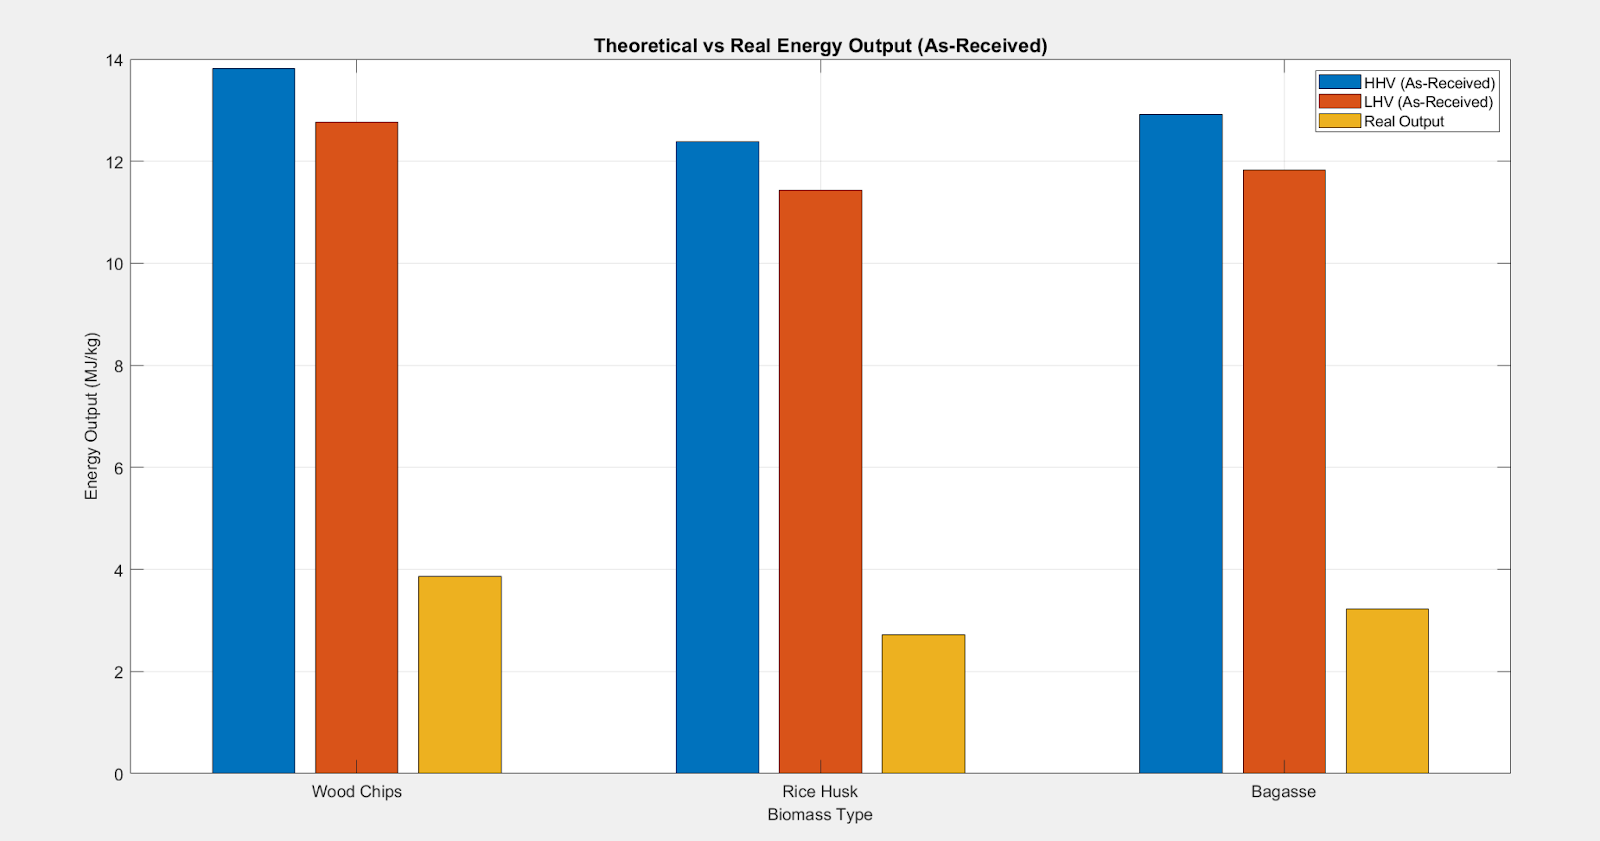 Theoretical vs Real Energy Output (As-Received)
HHV (As-Received)
LHV (As-Received)
Real Output
Energy Output (MJ/kg)
14
12
10
8
6
4
2
0
Wood Chips
Rice Husk
Bagasse
Biomass Type